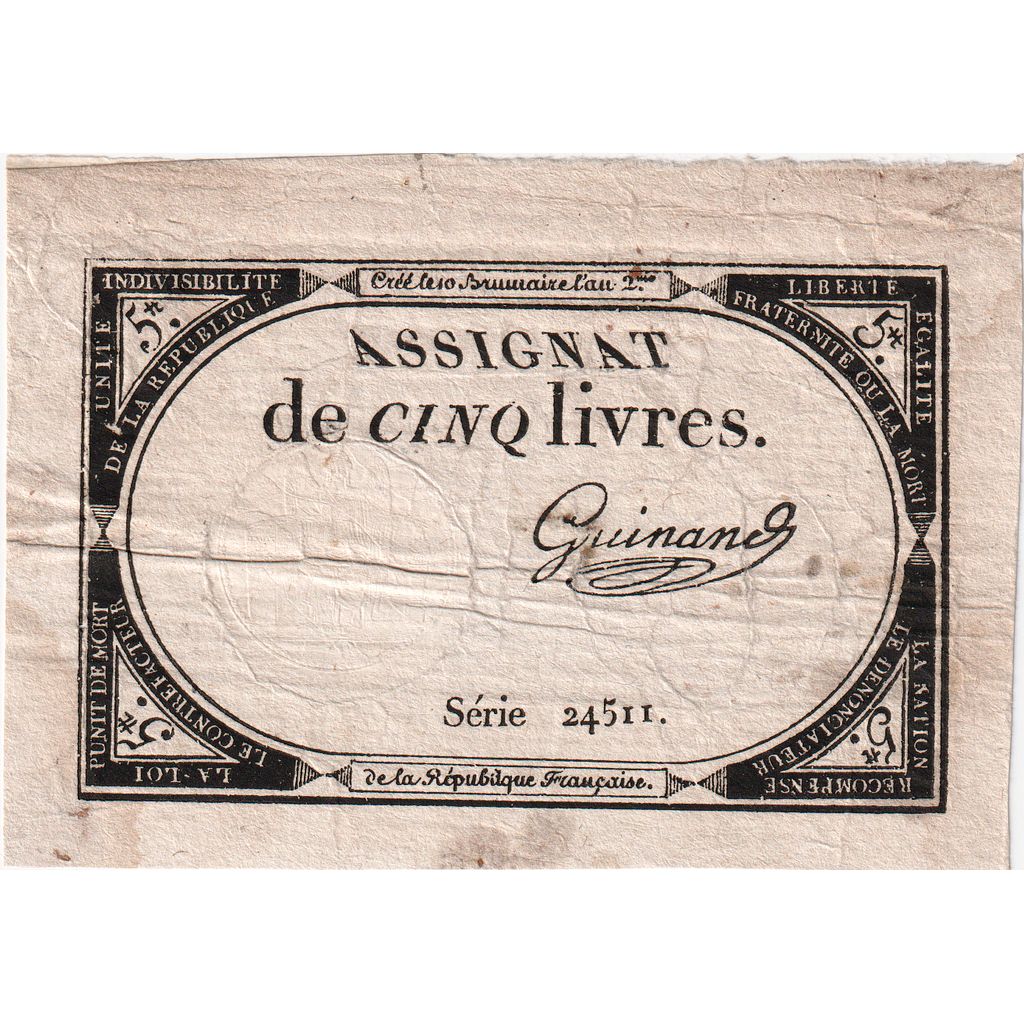 INDIVISIBILITE
Créé le 10 Brumaire l'an 2.me
LIBERTE
UNITE
DE LA REPUBLIQUE
FRATERNITE OU LA MORT
EGALITE
5#.
5#.
ASSIGNAT
de CINQ livres.
Guinand
Série 24511.
PUNIT DE MORT
LE CONTREFACTEUR
LA-LOI
5#.
LA NATION
LE DENONCIATEUR
RECOMPENSE
5#.
de la Républiqe Française.